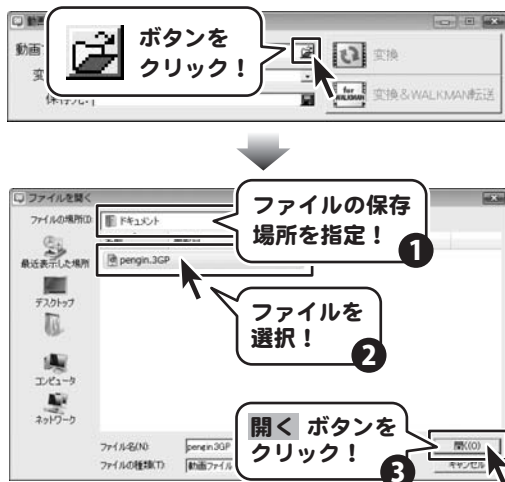 動画
ボタンを
クリック！
変換
変
保存先:
for
WALKMAN
変換＆WALKMAN転送
ファイルを開く
ファイルの場所(I):
ドキュメント
ファイルの保存
場所を指定！
1
最近表示した場所
pengin.3GP
デスクトップ
ファイルを
選択！
2
コンピュータ
ネットワーク
開く ボタンを
クリック！
3
ファイル名(N):
pengin.3GP
開く(O)
ファイルの種類(T):
動画ファイル
キャンセル